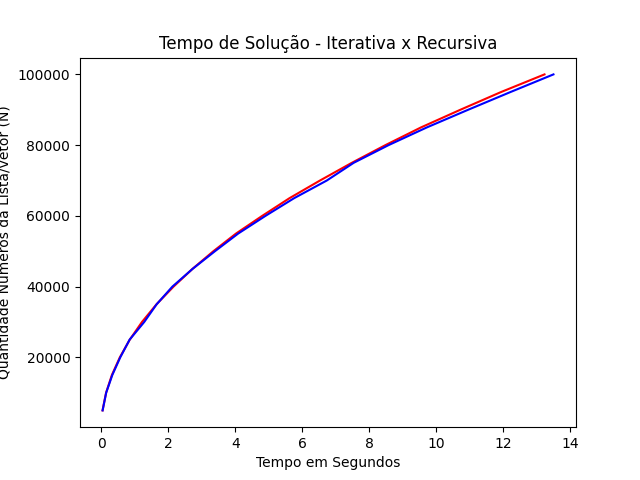 Tempo de Solução - Iterativa x Recursiva
Quantidade Números da Lista/Vetor (N)
100000
80000
60000
40000
20000
0 2 4 6 8 10 12 14
Tempo em Segundos